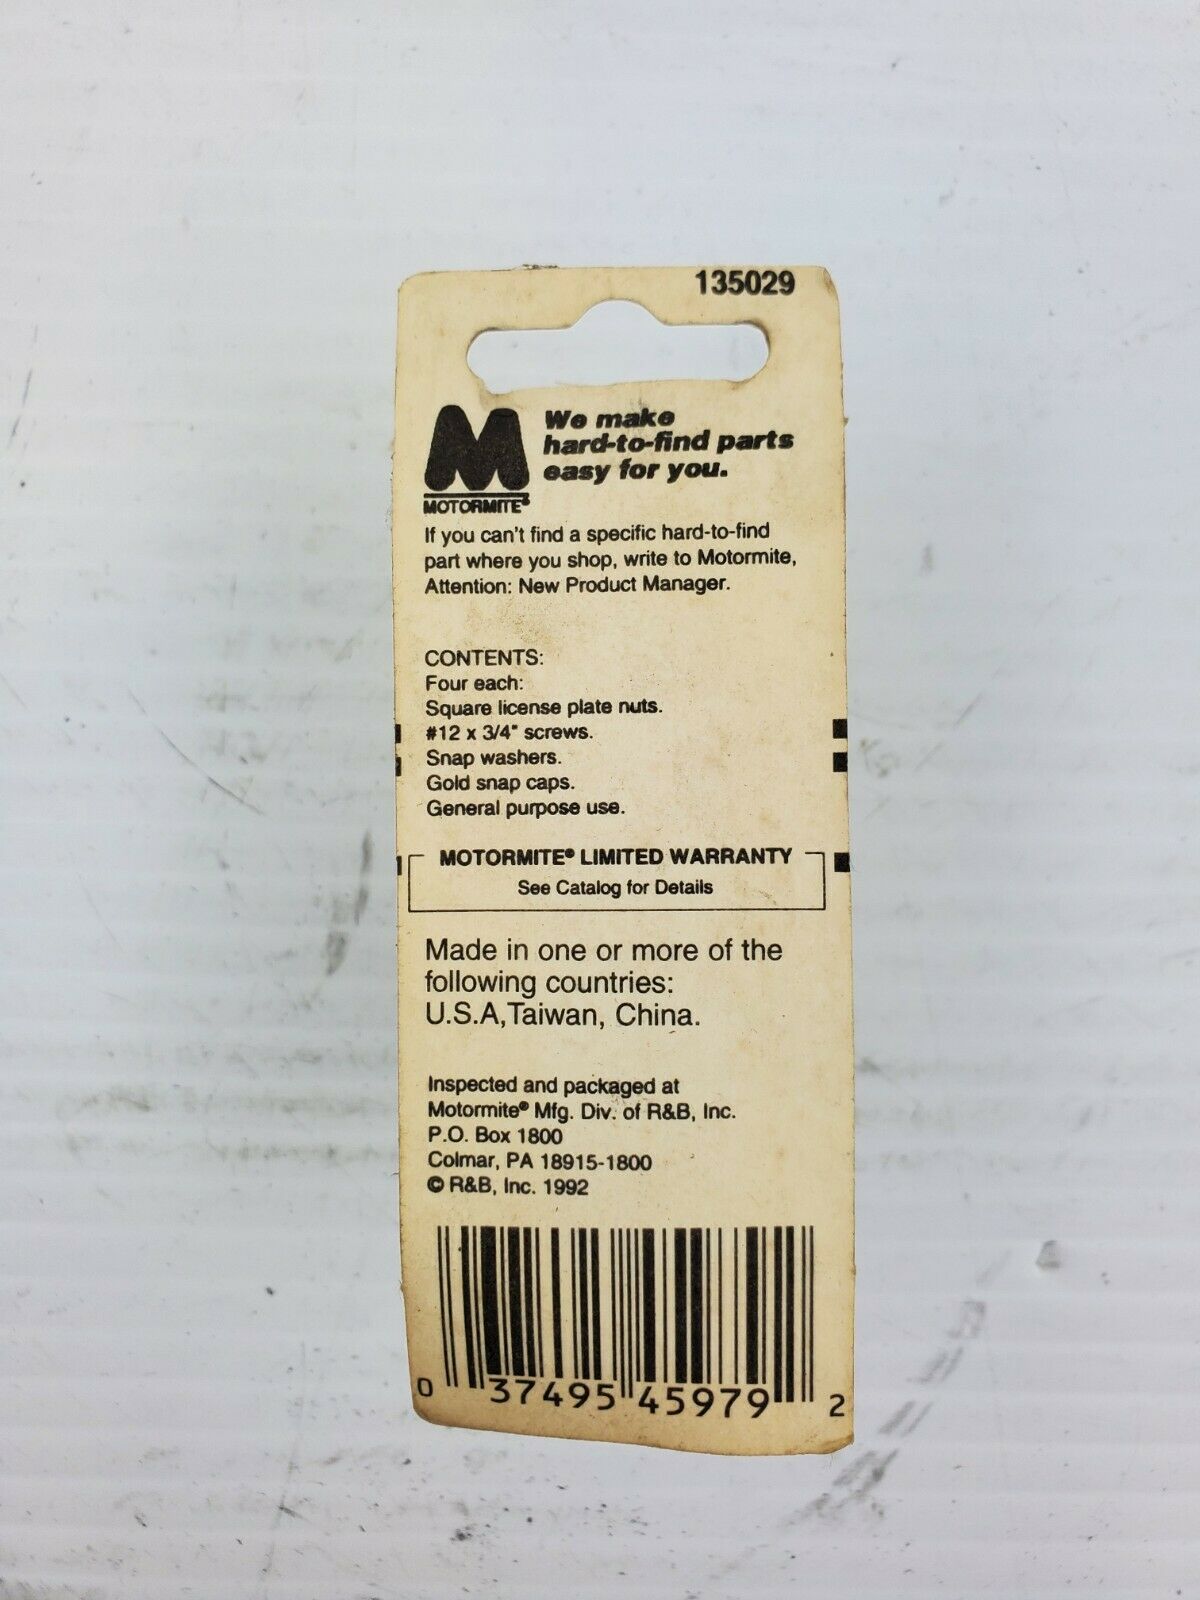 135029
We make
hard-to-find parts
easy for you.
MOTORMITE®
If you can't find a specific hard-to-find
part where you shop, write to Motormite,
Attention: New Product Manager.
CONTENTS:
Four each:
Square license plate nuts.
#12 x 3/4" screws.
Snap washers.
Gold snap caps.
General purpose use.
MOTORMITE® LIMITED WARRANTY
See Catalog for Details
Made in one or more of the
following countries:
U.S.A,Taiwan, China.
Inspected and packaged at
Motormite® Mfg. Div. of R&B, Inc.
P.O. Box 1800
Colmar, PA 18915-1800
© R&B, Inc. 1992
0 37495 45979 2